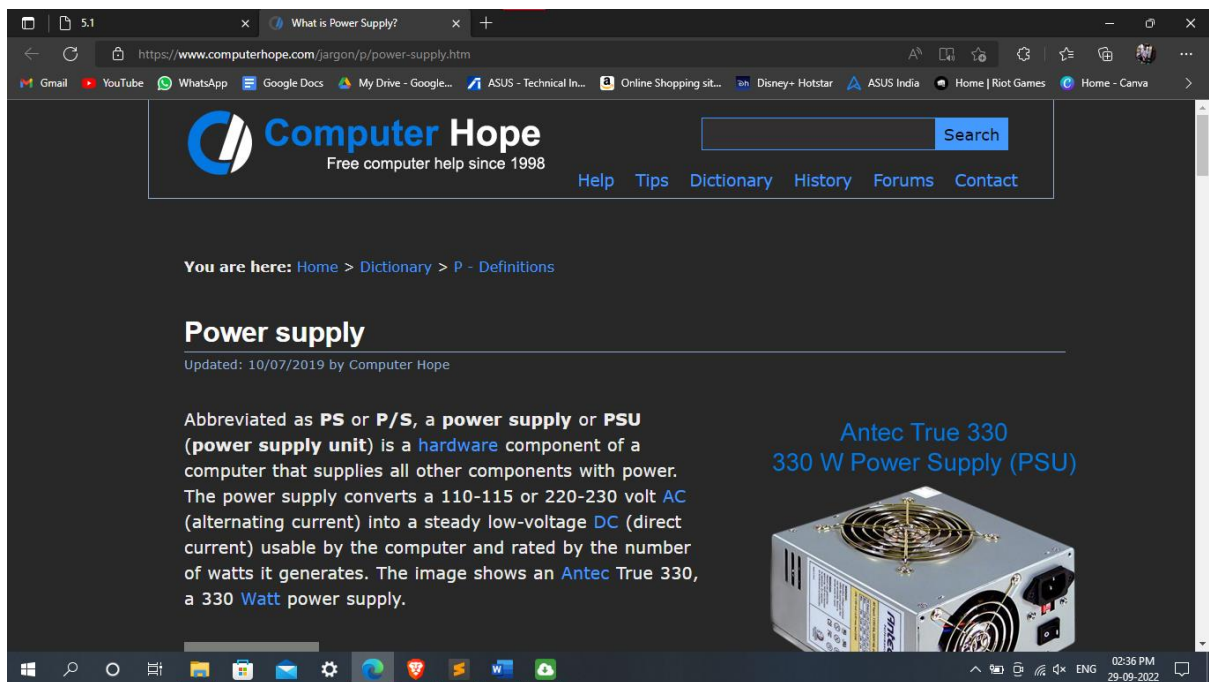 5.1
What is Power Supply?
https://www.computerhope.com/jargon/p/power-supply.htm
Gmail YouTube WhatsApp Google Docs My Drive - Google... ASUS - Technical In... Online Shopping sit... Disney+ Hotstar ASUS India Home | Riot Games Home - Canva
Computer Hope
Free computer help since 1998
Search
Help Tips Dictionary History Forums Contact
You are here: Home > Dictionary > P - Definitions
Power supply
Updated: 10/07/2019 by Computer Hope
Abbreviated as PS or P/S, a power supply or PSU
(power supply unit) is a hardware component of a
computer that supplies all other components with power.
The power supply converts a 110-115 or 220-230 volt AC
(alternating current) into a steady low-voltage DC (direct
current) usable by the computer and rated by the number
of watts it generates. The image shows an Antec True 330,
a 330 Watt power supply.
Antec True 330
330 W Power Supply (PSU)
Antec
ENG
02:36 PM
29-09-2022